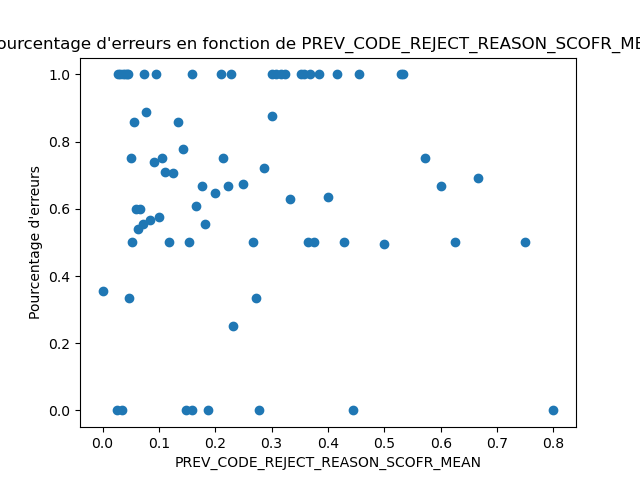 ourcentage d'erreurs en fonction de PREV_CODE_REJECT_REASON_SCOFR_ME
1.0
0.8
0.6
0.4
0.2
0.0
Pourcentage d'erreurs
0.0 0.1 0.2 0.3 0.4 0.5 0.6 0.7 0.8
PREV_CODE_REJECT_REASON_SCOFR_MEAN